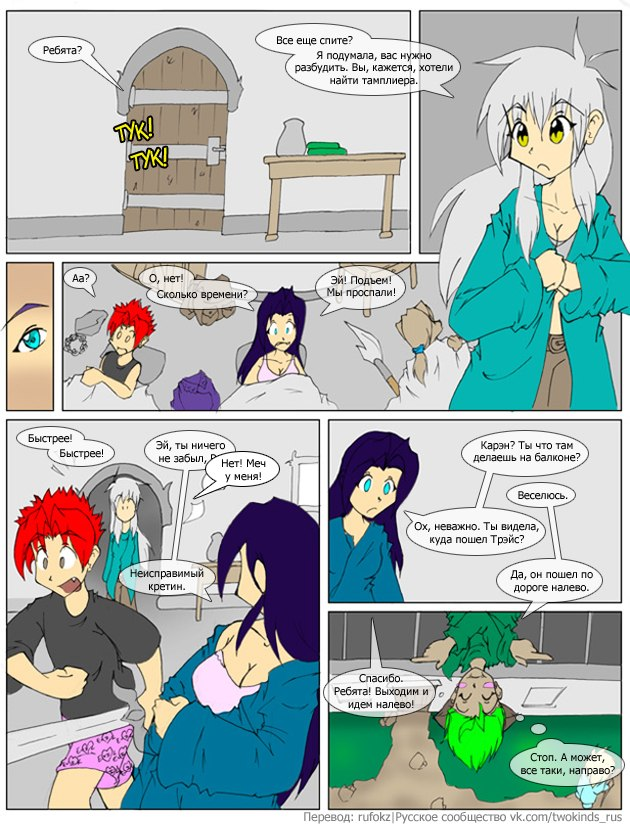 Ребята?
Все еще спите?
Я подумала, вас нужно
разбудить. Вы, кажется, хотели
найти тамплиера.
ТУК!
ТУК!
Аа?
О, нет!
Сколько времени?
Эй! Подъем!
Мы проспали!
Быстрее!
Быстрее!
Эй, ты ничего
не забыл,
Нет! Меч
у меня!
Неисправимый
кретин.
Карэн? Ты что там
делаешь на балконе?
Веселюсь.
Ох, неважно. Ты видела,
куда пошел Трэйс?
Да, он пошел по
дороге налево.
Спасибо.
Ребята! Выходим и
идем налево!
Стоп. А может,
все таки, направо?
Перевод: rufokz|Русское сообщество vk.com/twokinds_rus